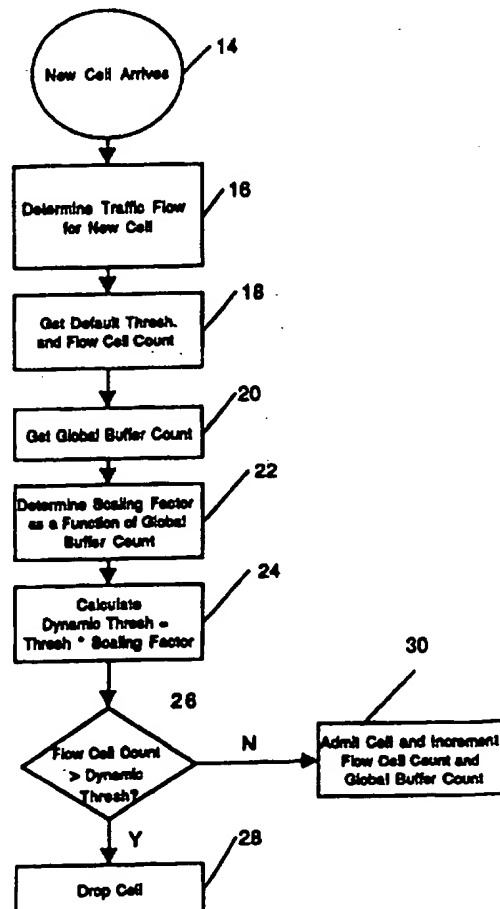 New Cell Arrives
14
Determine Traffic Flow
for New Cell
16
Get Default Thresh.
and Flow Cell Count
18
Get Global Buffer Count
20
Determine Scaling Factor
as a Function of Global
Buffer Count
22
Calculate
Dynamic Thresh =
Thresh * Scaling Factor
24
26
Flow Cell Count
> Dynamic
Thresh?
N
30
Admit Cell and Increment
Flow Cell Count and
Global Buffer Count
Y
28
Drop Cell